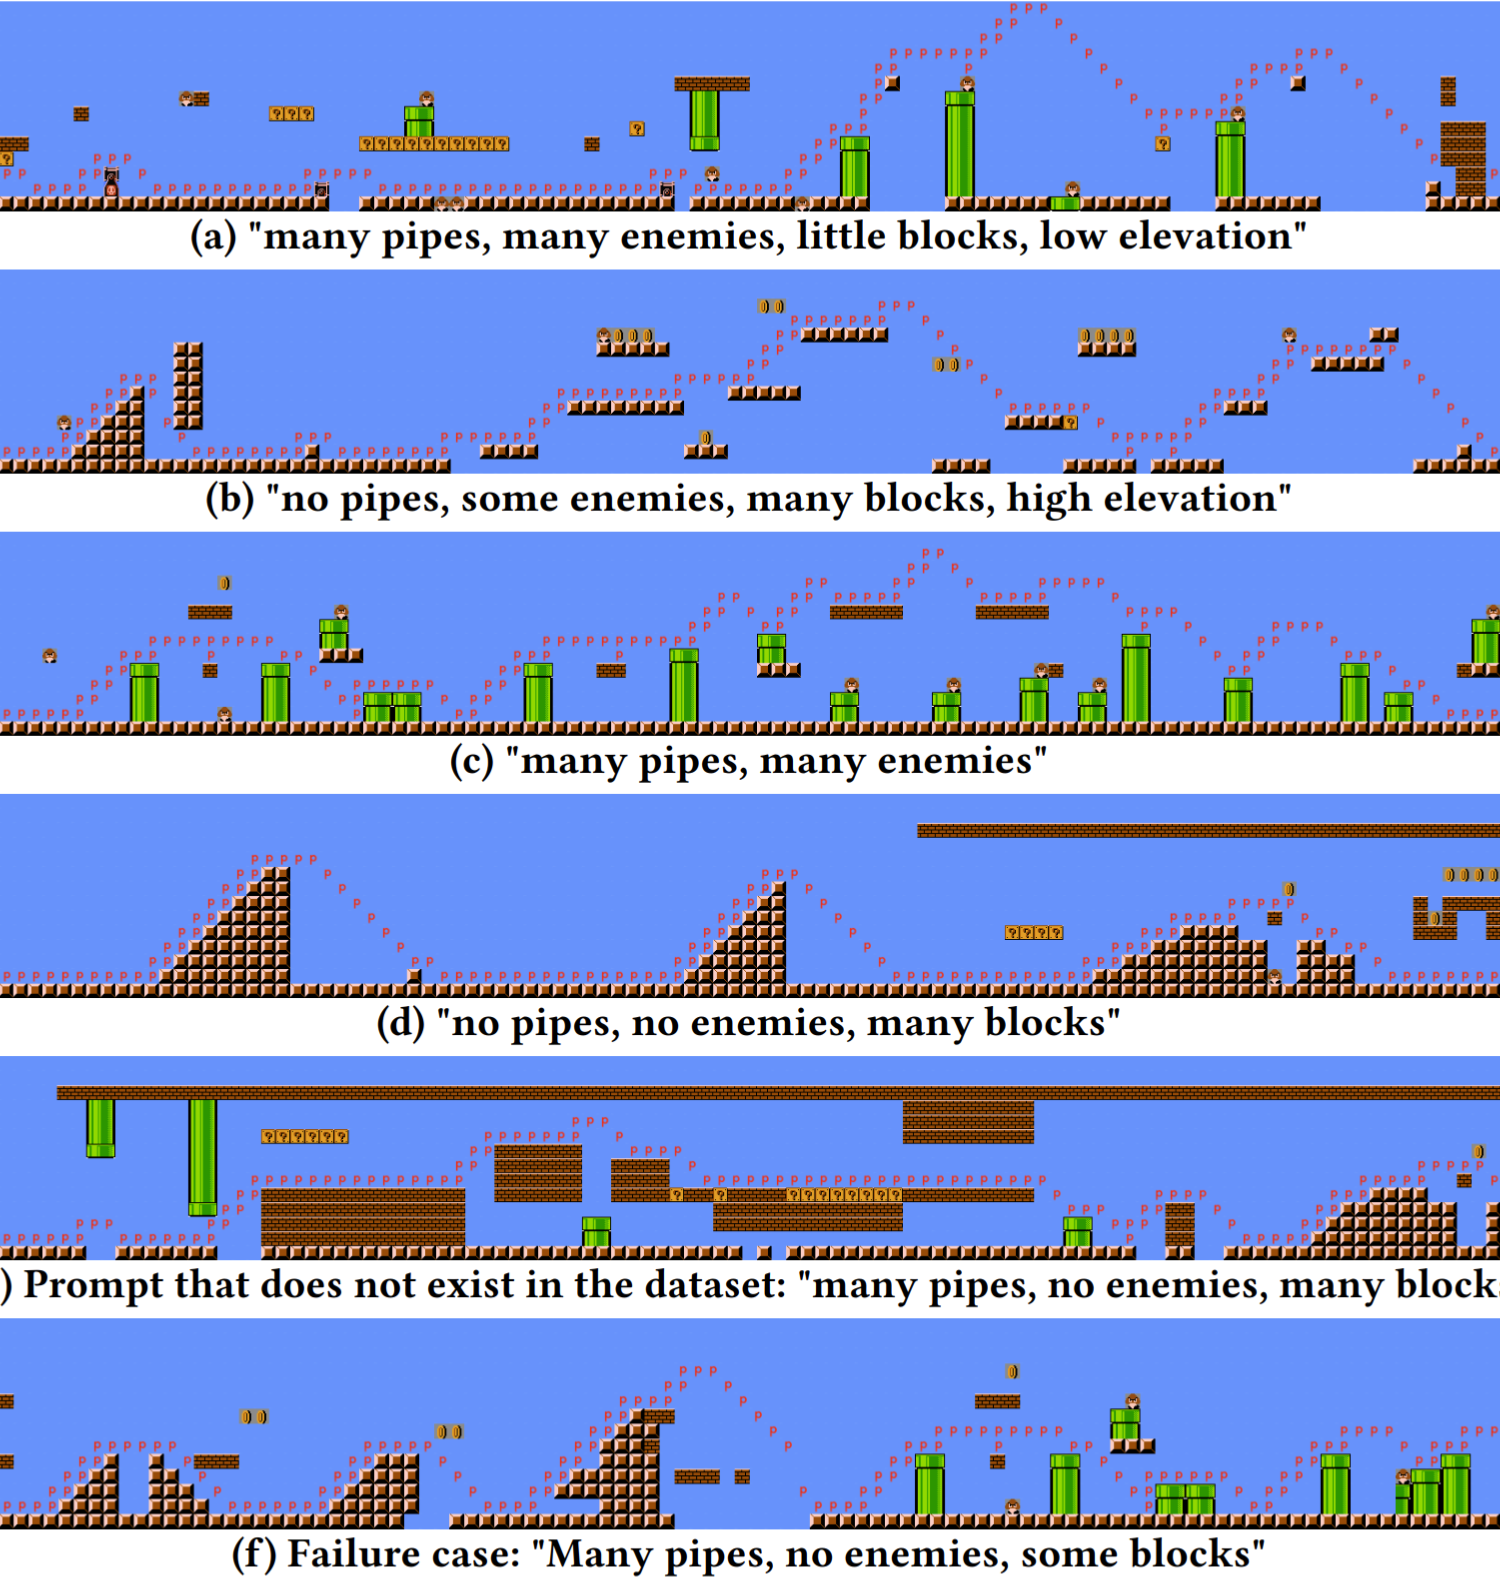 (a) "many pipes, many enemies, little blocks, low elevation"
(b) "no pipes, some enemies, many blocks, high elevation"
(c) "many pipes, many enemies"
(d) "no pipes, no enemies, many blocks"
) Prompt that does not exist in the dataset: "many pipes, no enemies, many block
(f) Failure case: "Many pipes, no enemies, some blocks"